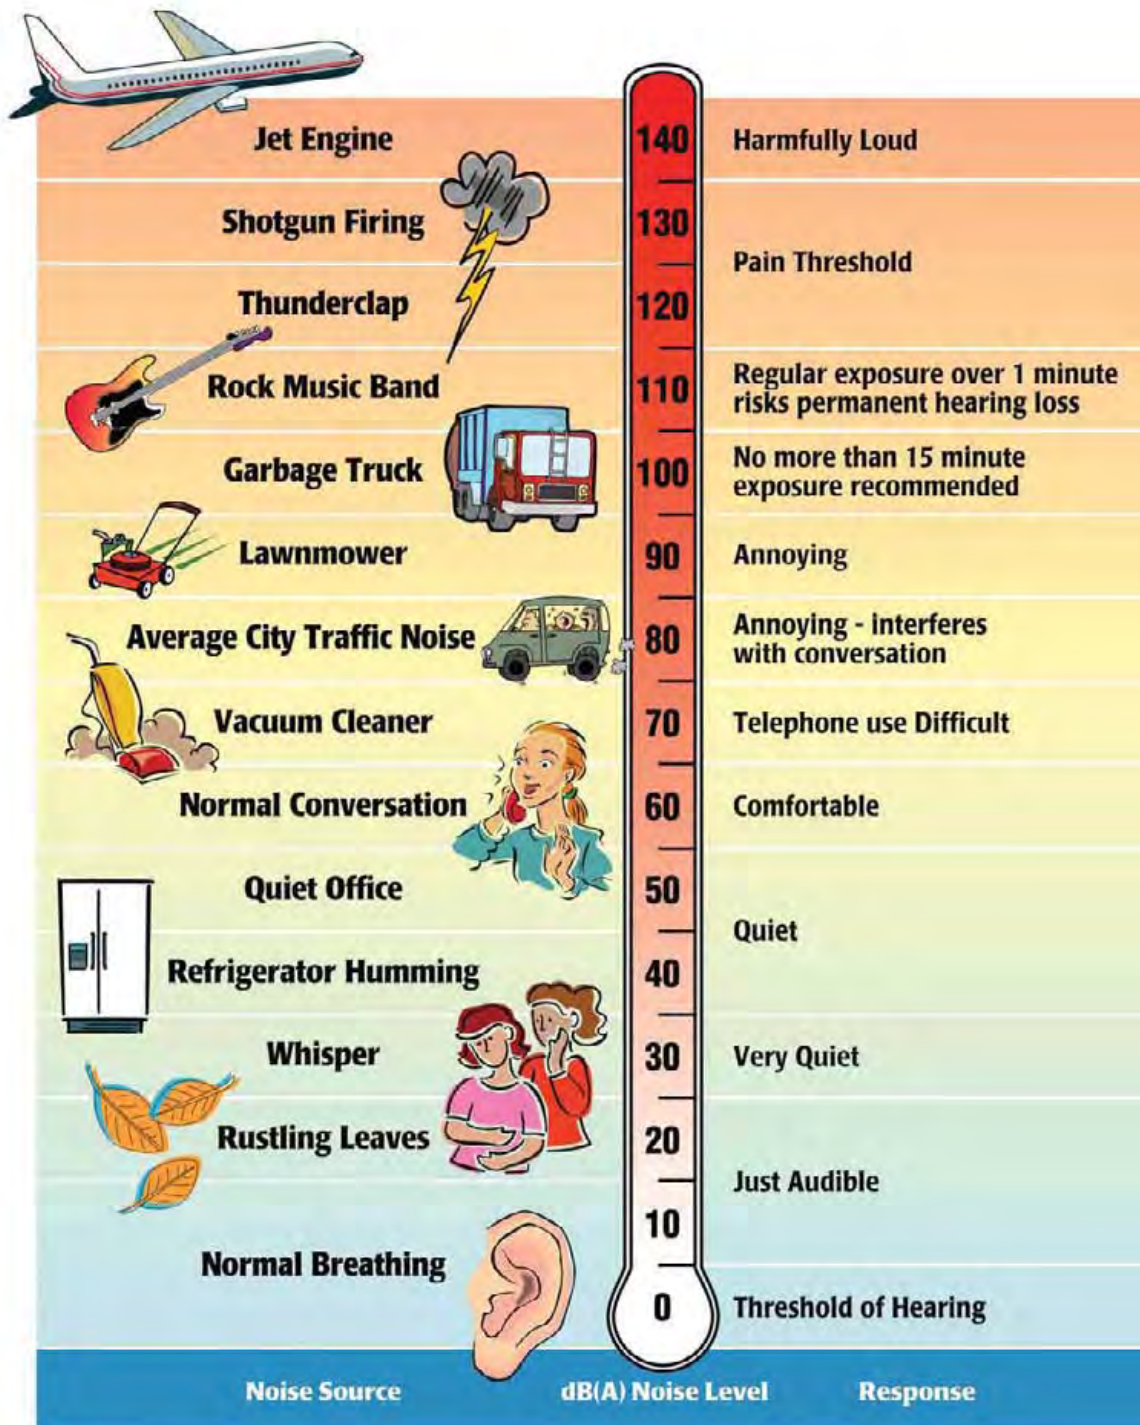 Jet Engine
140
Harmfully Loud
Shotgun Firing
130
Pain Threshold
Thunderclap
120
Rock Music Band
110
Regular exposure over 1 minute
risks permanent hearing loss
Garbage Truck
100
No more than 15 minute
exposure recommended
Lawnmower
90
Annoying
Average City Traffic Noise
80
Annoying - interferes
with conversation
Vacuum Cleaner
70
Telephone use Difficult
Normal Conversation
60
Comfortable
Quiet Office
50
Quiet
Refrigerator Humming
40
Whisper
30
Very Quiet
Rustling Leaves
20
Just Audible
10
Normal Breathing
0
Threshold of Hearing
Noise Source
dB(A) Noise Level
Response